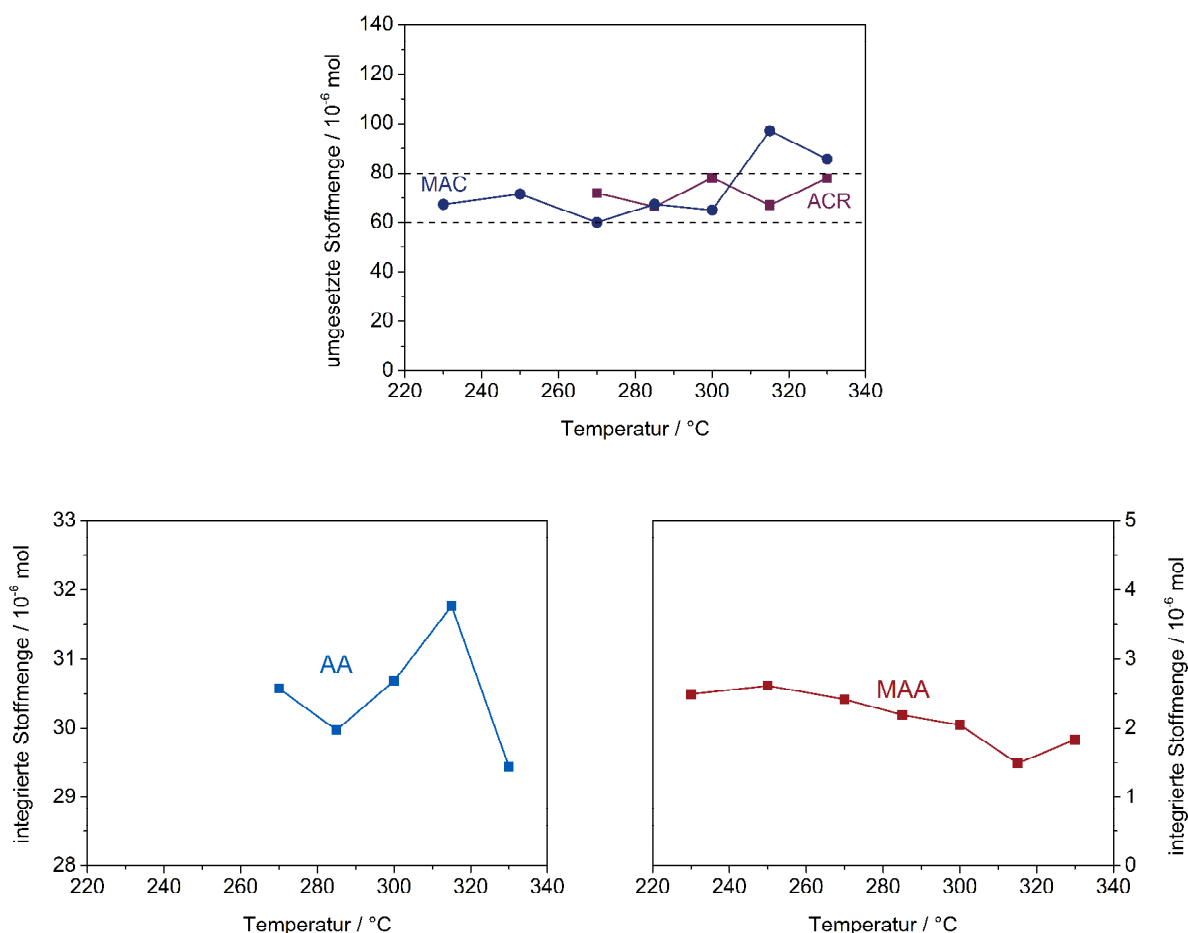 umgesetzte Stoffmenge / 10⁻⁶ mol
140
120
100
80
60
40
20
0
MAC
ACR
220 240 260 280 300 320 340
Temperatur / °C
integrierte Stoffmenge / 10⁻⁶ mol
33
32
31
30
29
28
AA
220 240 260 280 300 320 340
Temperatur / °C
MAA
5
4
3
2
1
0
integrierte Stoffmenge / 10⁻⁶ mol
220 240 260 280 300 320 340
Temperatur / °C